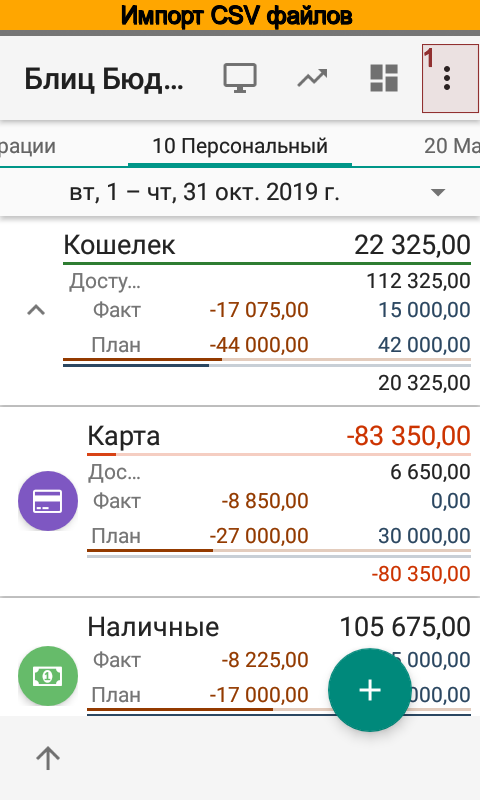 Импорт CSV файлов
Блиц Бюд...
1
рации 10 Персональный 20 Ма
вт, 1 – чт, 31 окт. 2019 г.
Кошелек 22 325,00
Досту... 112 325,00
Факт -17 075,00 15 000,00
План -44 000,00 42 000,00
20 325,00
Карта -83 350,00
Дос... 6 650,00
Факт -8 850,00 0,00
План -27 000,00 30 000,00
-80 350,00
Наличные 105 675,00
Факт -8 225,00 5 000,00
План -17 000,00 000,00